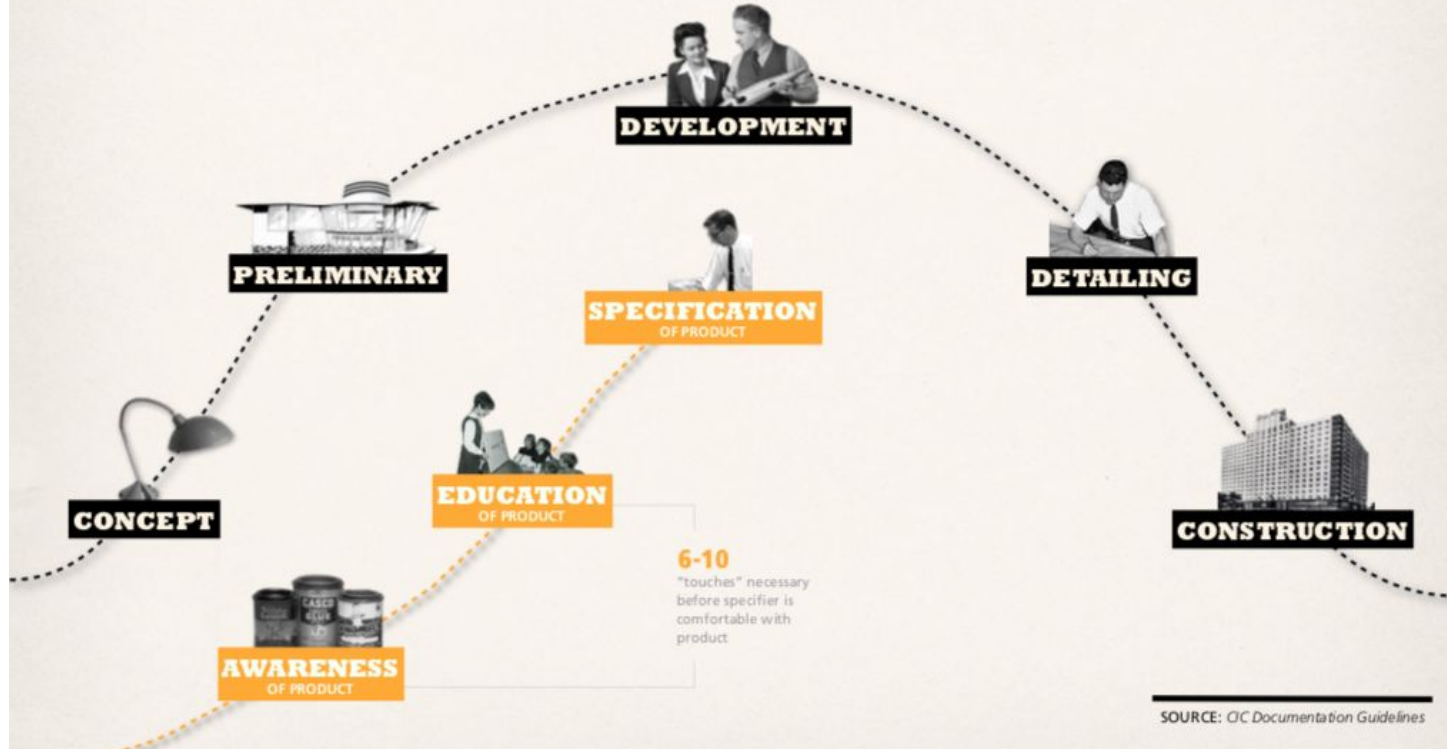 DEVELOPMENT
PRELIMINARY
DETAILING
SPECIFICATION
OF PRODUCT
CONCEPT
EDUCATION
OF PRODUCT
CONSTRUCTION
6-10
"touches" necessary
before specifier is
comfortable with
product
CASCO
GLUE
AWARENESS
OF PRODUCT
SOURCE: CIC Documentation Guidelines